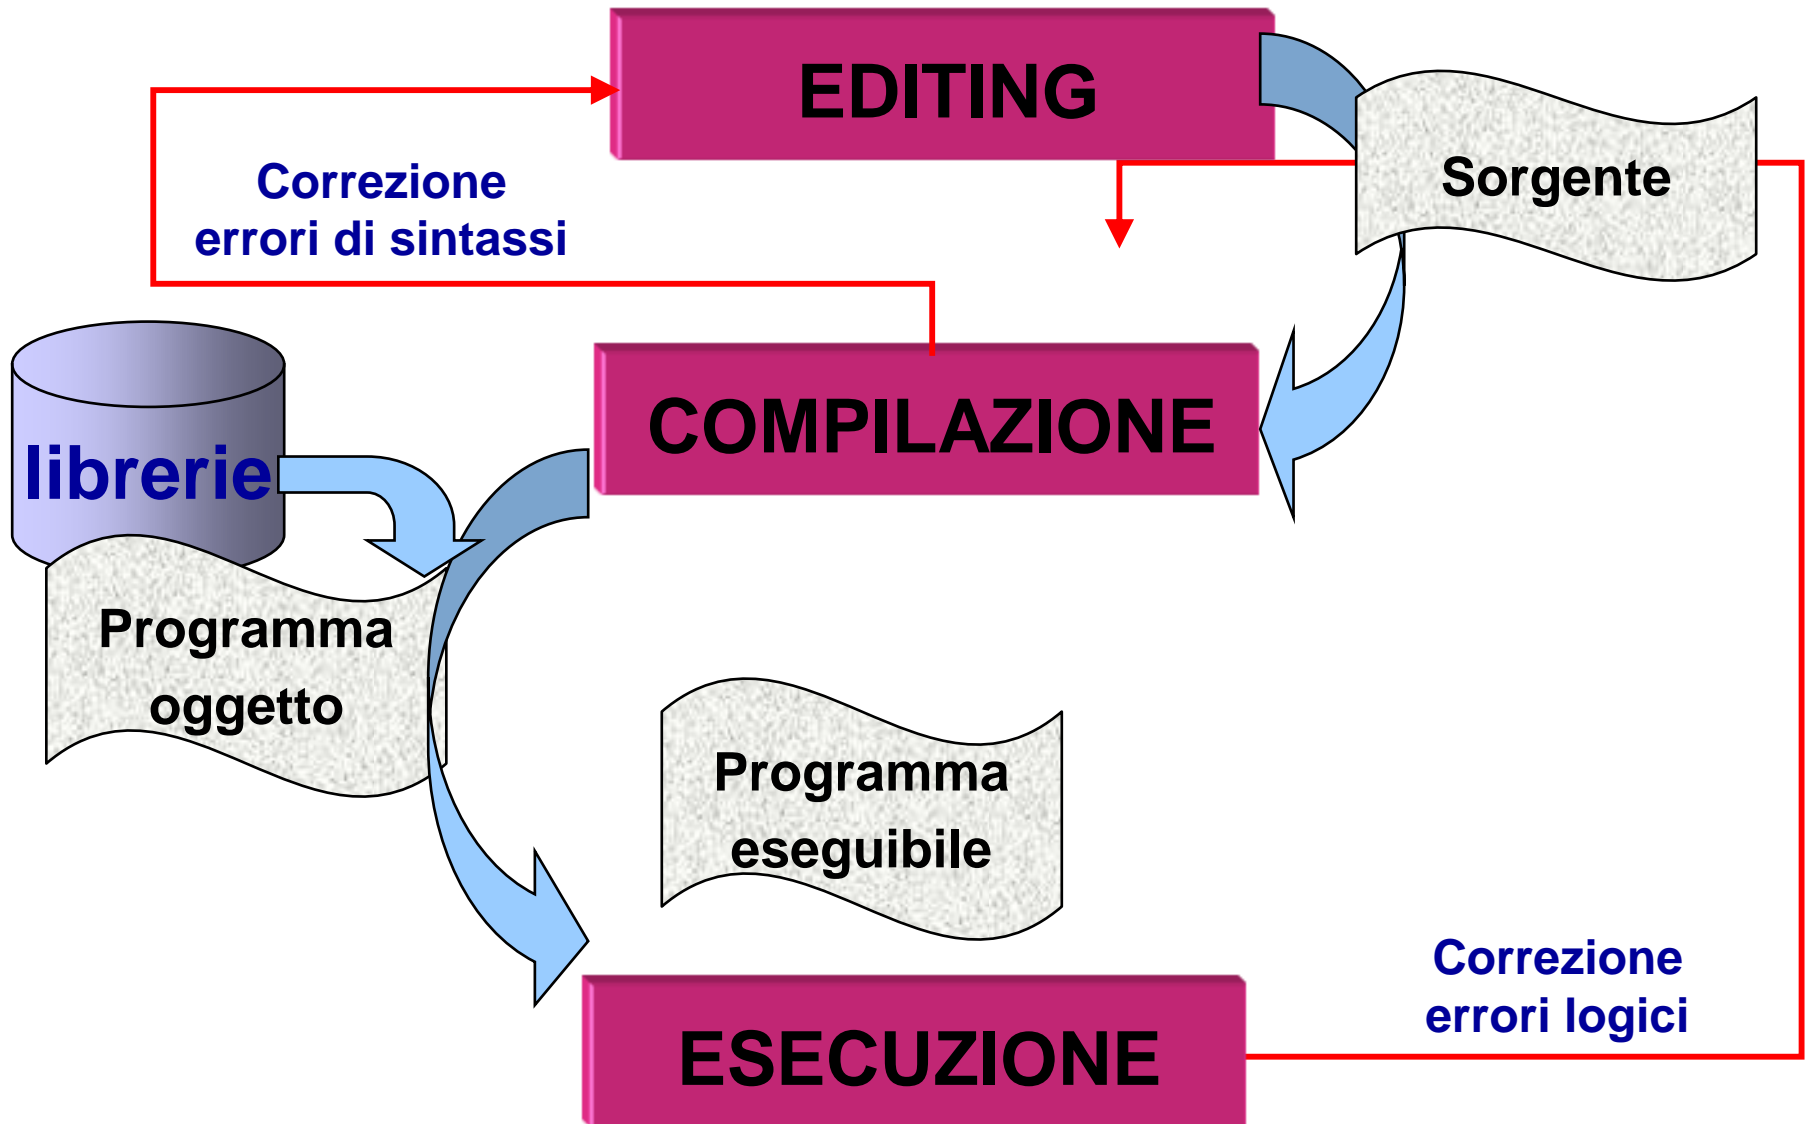 EDITING
Sorgente
Correzione
errori di sintassi
COMPILAZIONE
librerie
Programma
oggetto
Programma
eseguibile
Correzione
errori logici
ESECUZIONE